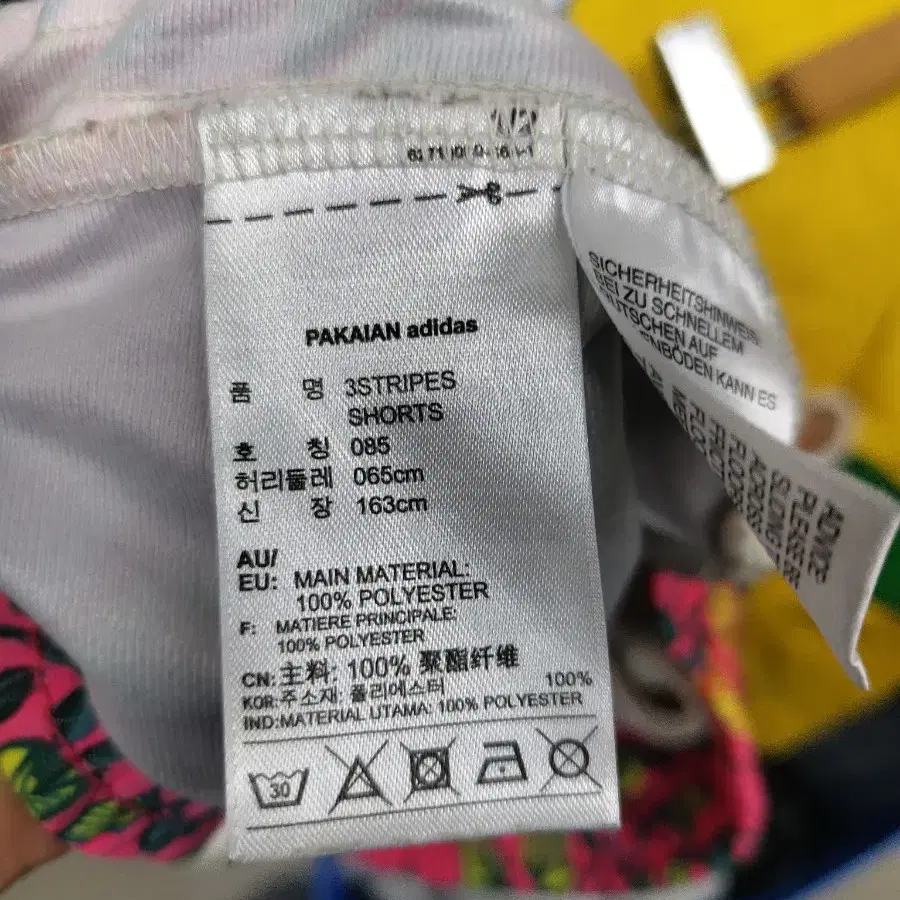 PAKAIAN adidas
품 명 3STRIPES
SHORTS
호 칭 085
허리둘레 065cm
신 장 163cm
AU/
EU: MAIN MATERIAL:
100% POLYESTER
F: MATIERE PRINCIPALE:
100% POLYESTER
CN: 主料: 100% 聚酯纤维
KOR: 주소재: 폴리에스터 100%
IND: MATERIAL UTAMA: 100% POLYESTER
30
SICHERHEITSHINWEIS
BEI ZU SCHNELLEM
AUF
KANN ES
ADVICE